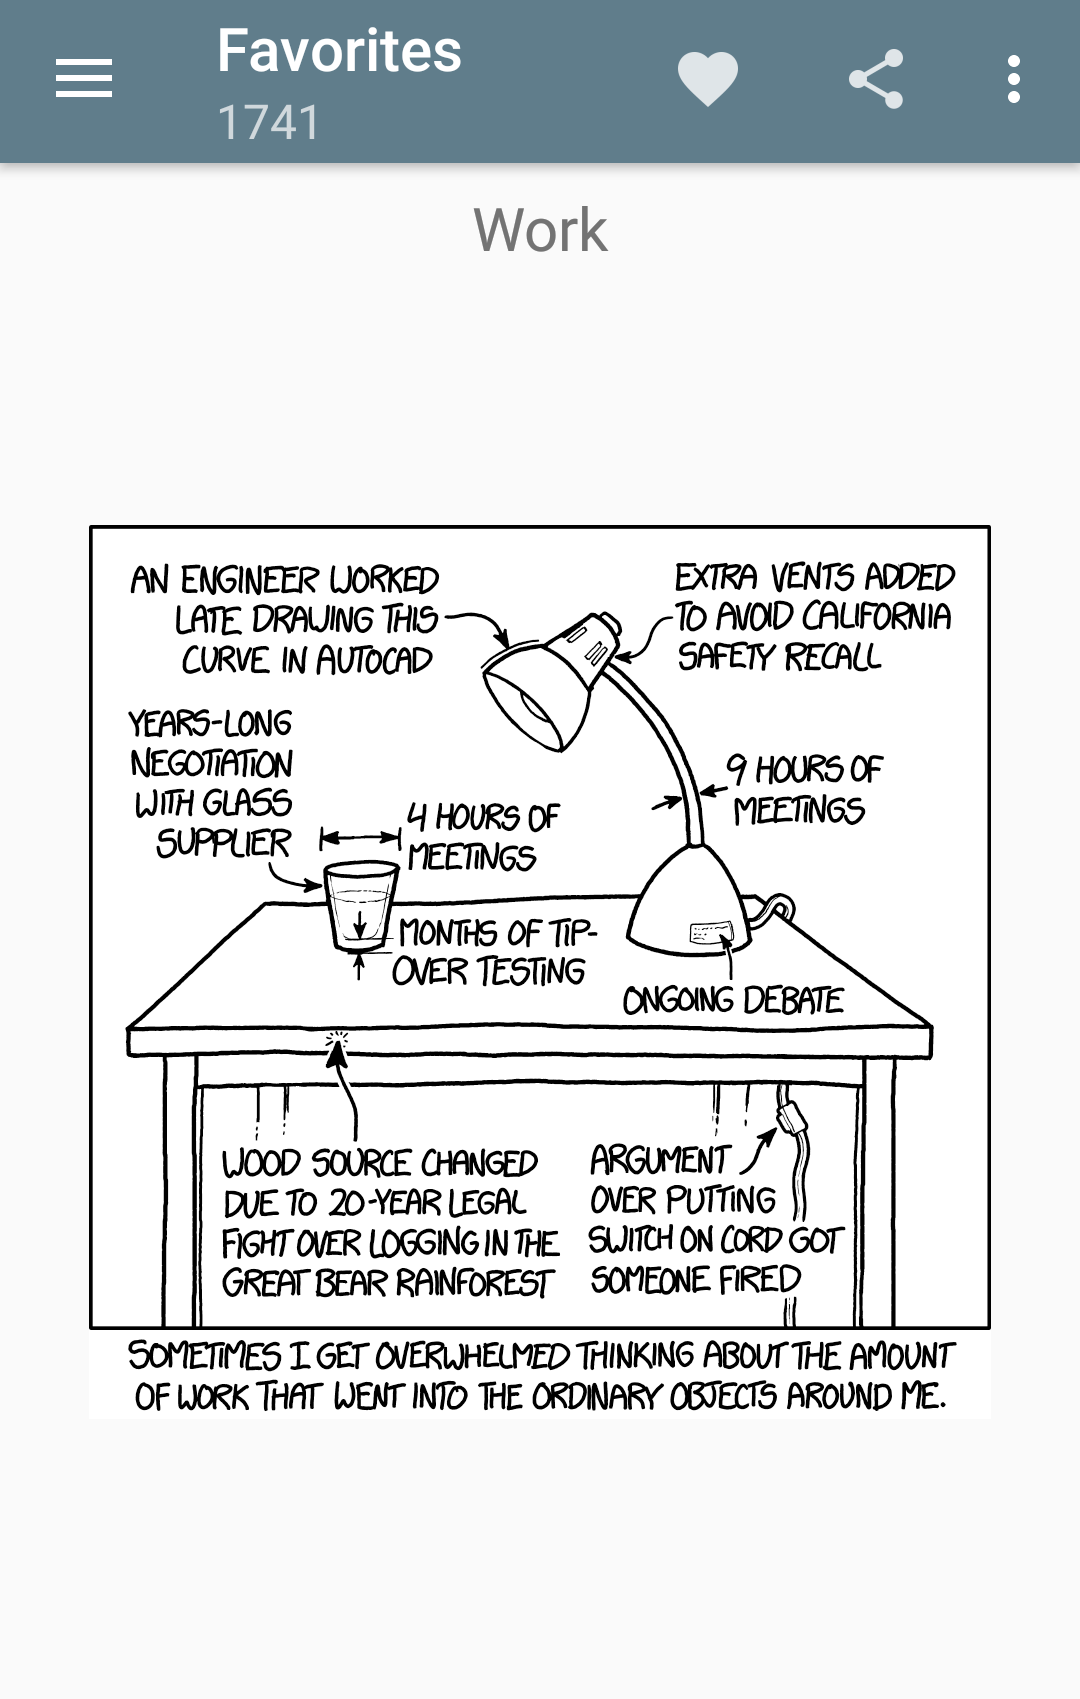 Favorites
1741
Work
AN ENGINEER WORKED
LATE DRAWING THIS
CURVE IN AUTOCAD
EXTRA VENTS ADDED
TO AVOID CALIFORNIA
SAFETY RECALL
YEARS-LONG
NEGOTIATION
WITH GLASS
SUPPLIER
4 HOURS OF
MEETINGS
9 HOURS OF
MEETINGS
MONTHS OF TIP-
OVER TESTING
ONGOING DEBATE
WOOD SOURCE CHANGED
DUE TO 20-YEAR LEGAL
FIGHT OVER LOGGING IN THE
GREAT BEAR RAINFOREST
ARGUMENT
OVER PUTTING
SWITCH ON CORD GOT
SOMEONE FIRED
SOMETIMES I GET OVERWHELMED THINKING ABOUT THE AMOUNT
OF WORK THAT WENT INTO THE ORDINARY OBJECTS AROUND ME.